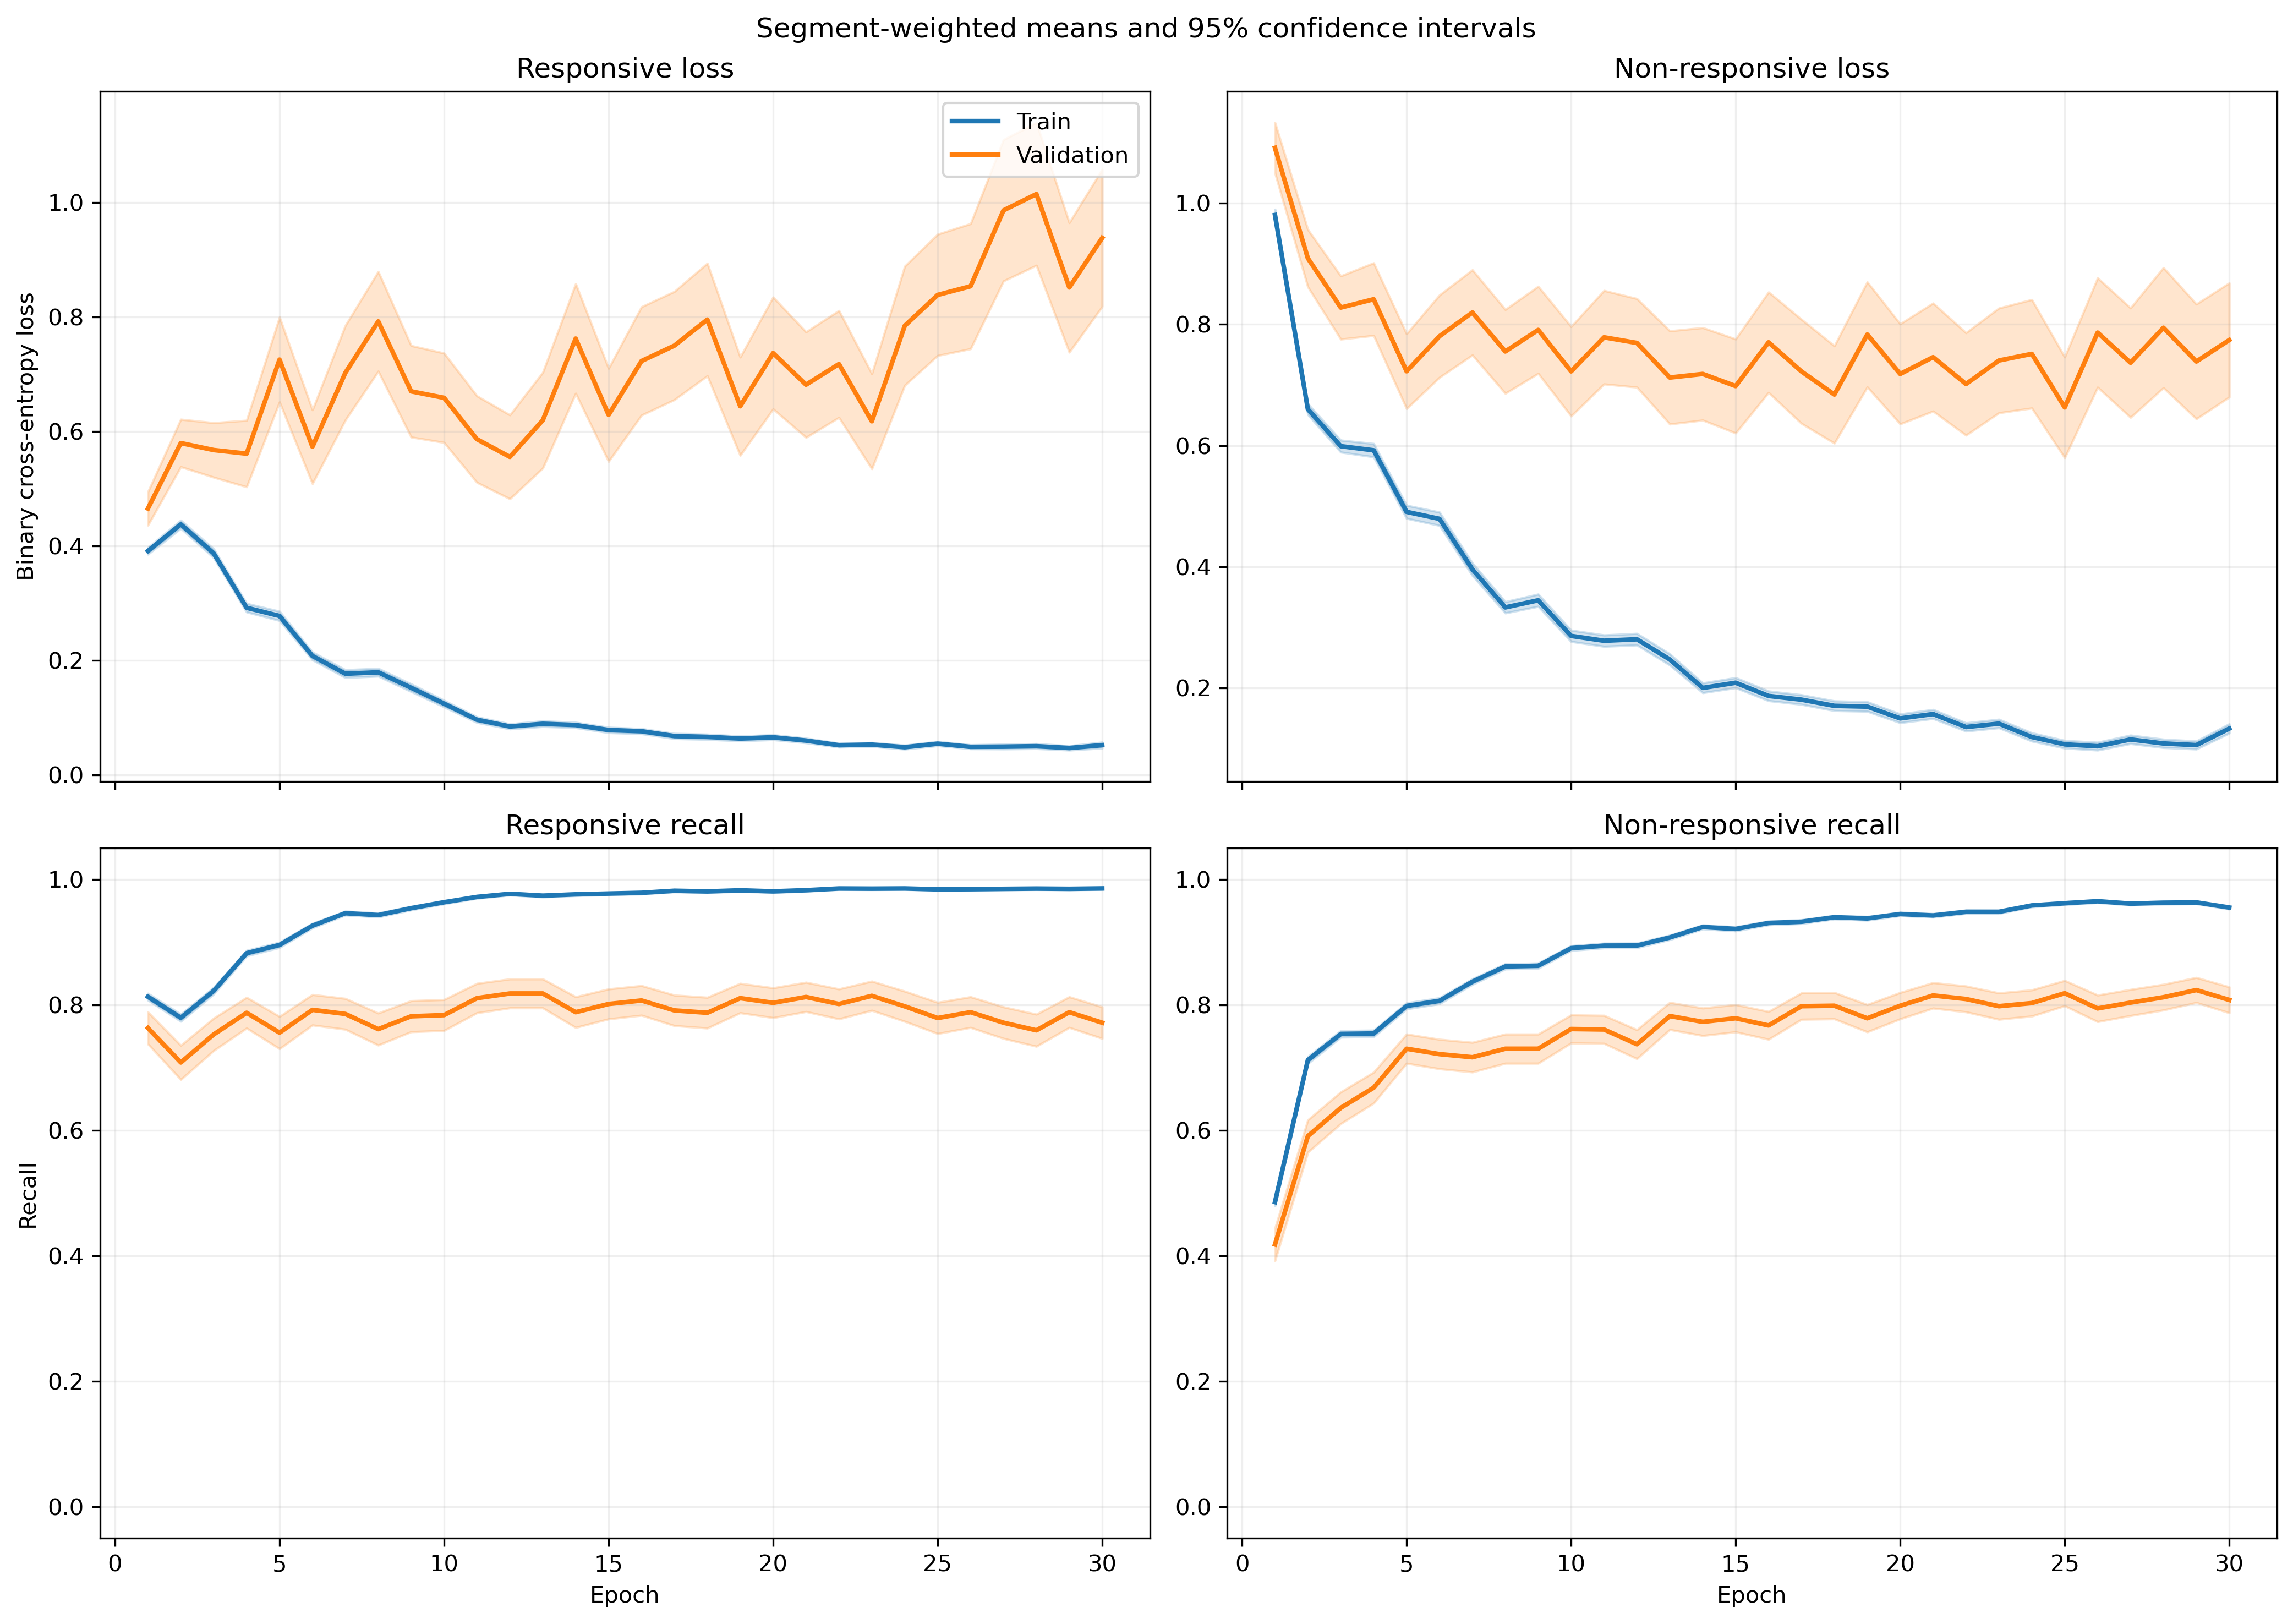 Segment-weighted means and 95% confidence intervals
Responsive loss
Train
Validation
Binary cross-entropy loss
1.0
0.8
0.6
0.4
0.2
0.0
Non-responsive loss
1.0
0.8
0.6
0.4
0.2
Responsive recall
Recall
1.0
0.8
0.6
0.4
0.2
0.0
0 5 10 15 20 25 30
Epoch
Non-responsive recall
1.0
0.8
0.6
0.4
0.2
0.0
0 5 10 15 20 25 30
Epoch